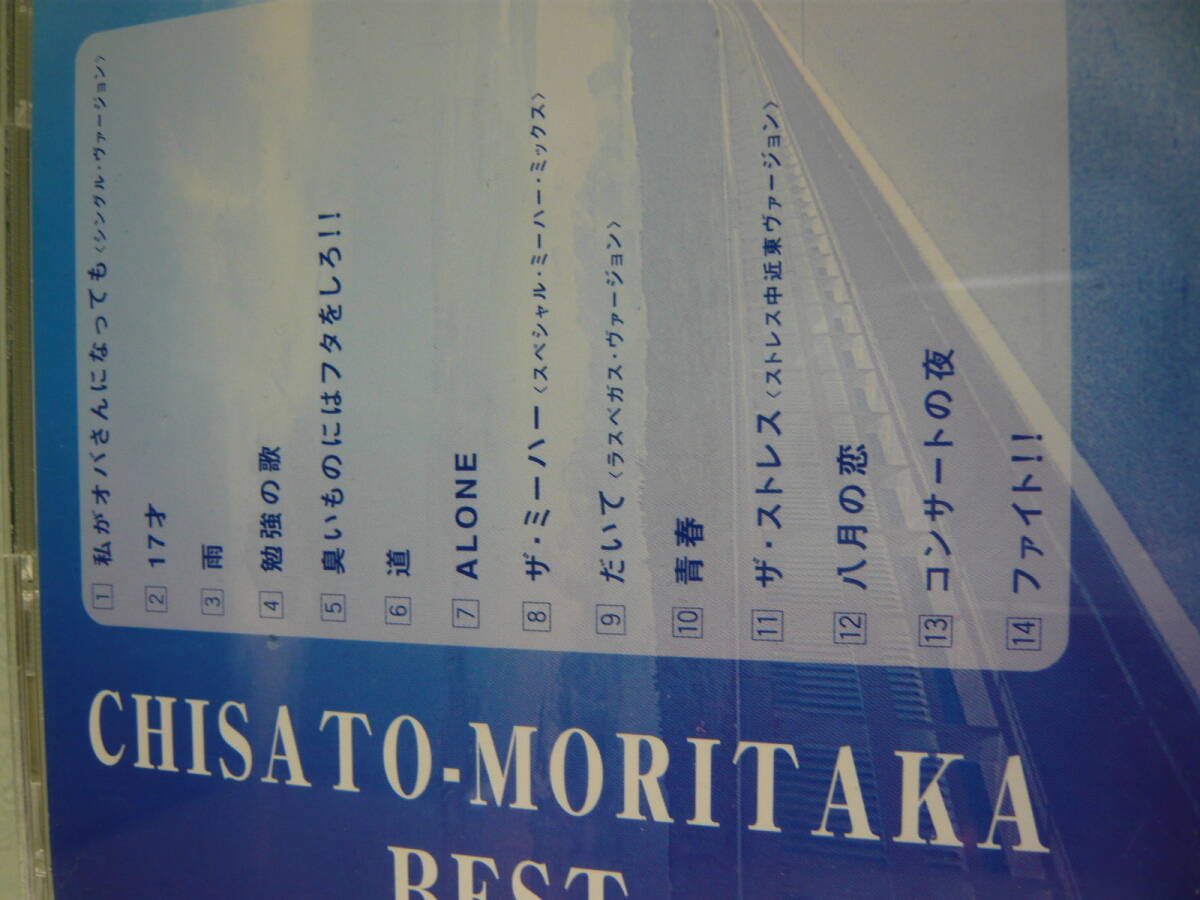 1 私がオバさんになっても〈シングル・ヴァージョン〉
2 17才
3 雨
4 勉強の歌
5 臭いものにはフタをしろ!!
6 道
7 ALONE
8 ザ・ミーハー〈スペシャル・ミーハー・ミックス〉
9 だいて〈ラスベガス・ヴァージョン〉
10 青春
11 ザ・ストレス〈ストレス中近東ヴァージョン〉
12 八月の恋
13 コンサートの夜
14 ファイト!!
CHISATO-MORITAKA
BEST